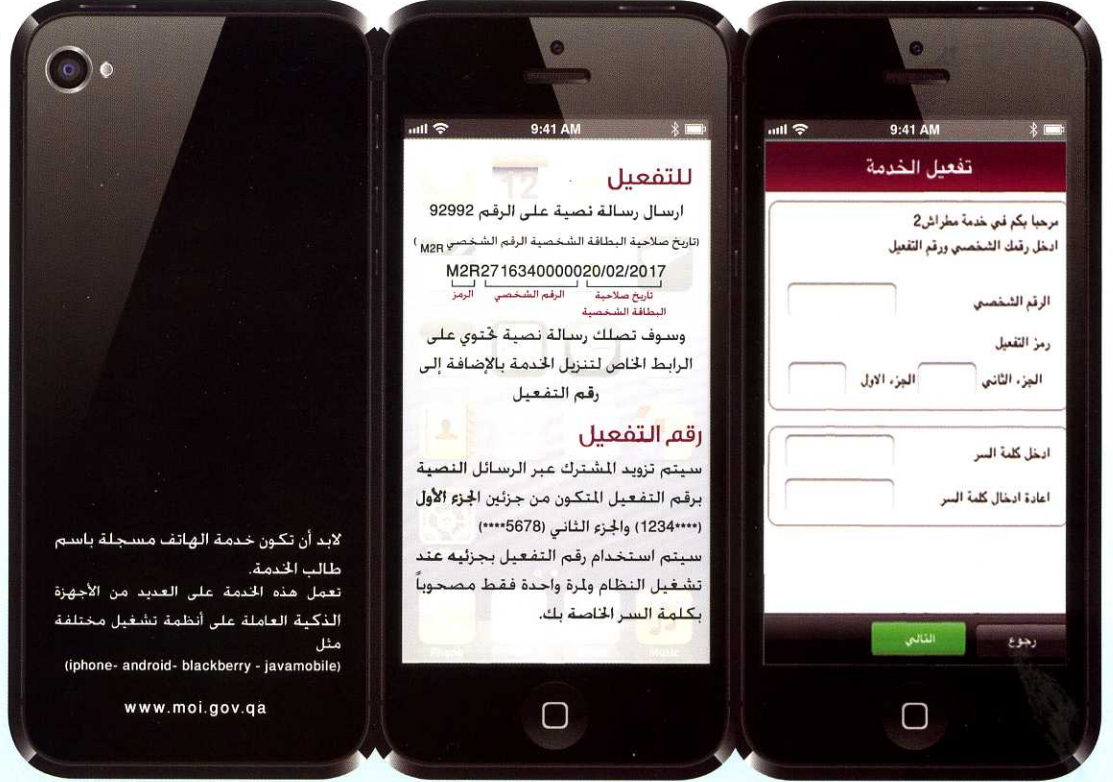 9:41 AM
تفعيل الخدمة
مرحبا بكم في خدمة مطراش2
ادخل رقمك الشخصي ورقم التفعيل
الرقم الشخصي
رمز التفعيل
الجزء الثاني
الجزء الاول
ادخل كلمة السر
اعادة ادخال كلمة السر
رجوع
التالي
9:41 AM
12
للتفعيل
ارسال رسالة نصية على الرقم 92992
(تاريخ صلاحية البطاقة الشخصية الرقم الشخصي M2R )
M2R2716340000020/02/2017
الرمز الرقم الشخصي تاريخ صلاحية
البطاقة الشخصية
وسوف تصلك رسالة نصية تحتوي على
الرابط الخاص لتنزيل الخدمة بالإضافة إلى
رقم التفعيل
رقم التفعيل
سيتم تزويد المشترك عبر الرسائل النصية
برقم التفعيل المتكون من جزئين الجزء الأول
(1234****) والجزء الثاني (5678****)
سيتم استخدام رقم التفعيل بجزئيه عند
تشغيل النظام ولمرة واحدة فقط مصحوباً
بكلمة السر الخاصة بك.
Phone
Music
لابد أن تكون خدمة الهاتف مسجلة باسم
طالب الخدمة.
تعمل هذه الخدمة على العديد من الأجهزة
الذكية العاملة على أنظمة تشغيل مختلفة
مثل
(iphone- android- blackberry - javamobile)
www.moi.gov.qa